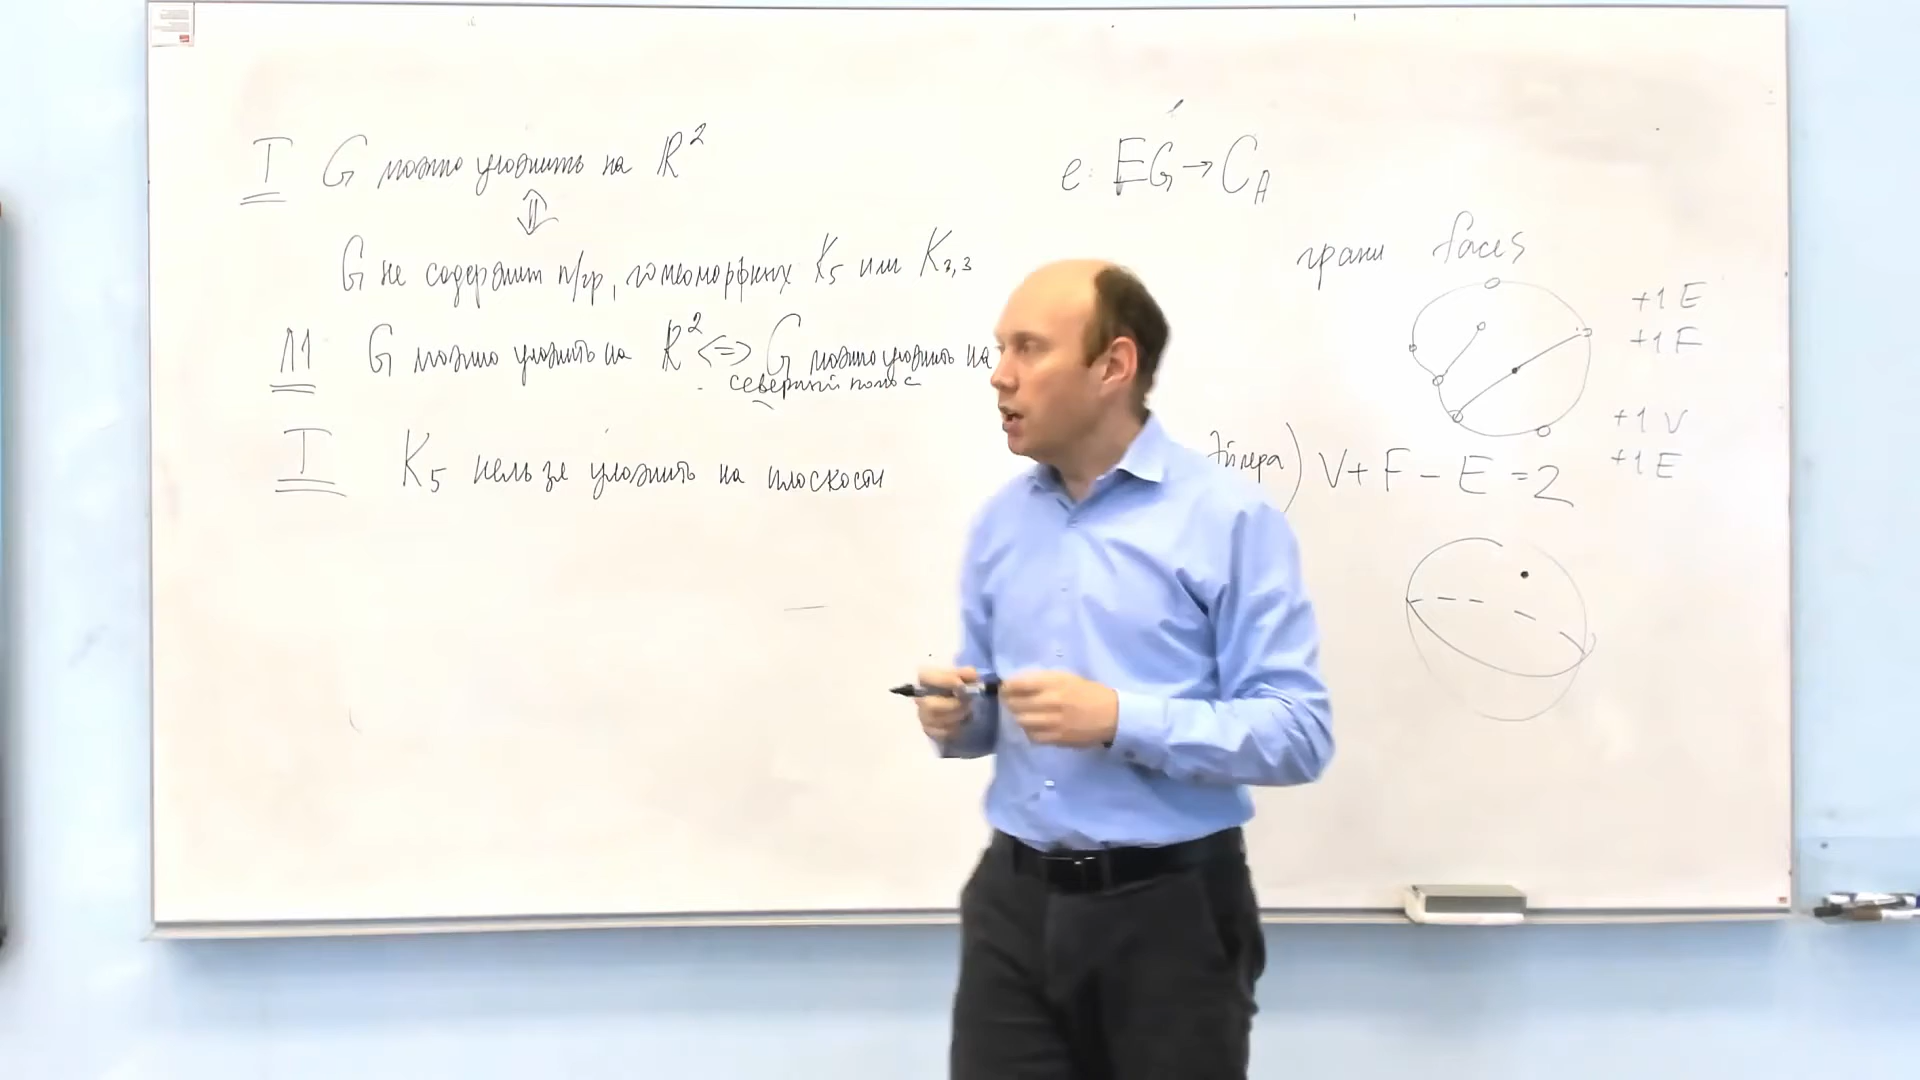 T G можно уложить на R²
⇕
G не содержит п/гр, гомеоморфных K₅ или K₃,₃
Л1 G можно уложить на R² <=> G можно уложить на
северный полюс
T K₅ нельзя уложить на плоскости
e: EG → C_A
грани faces
+1 E
+1 F
+1 V
+1 E
Эйлера) V + F - E = 2